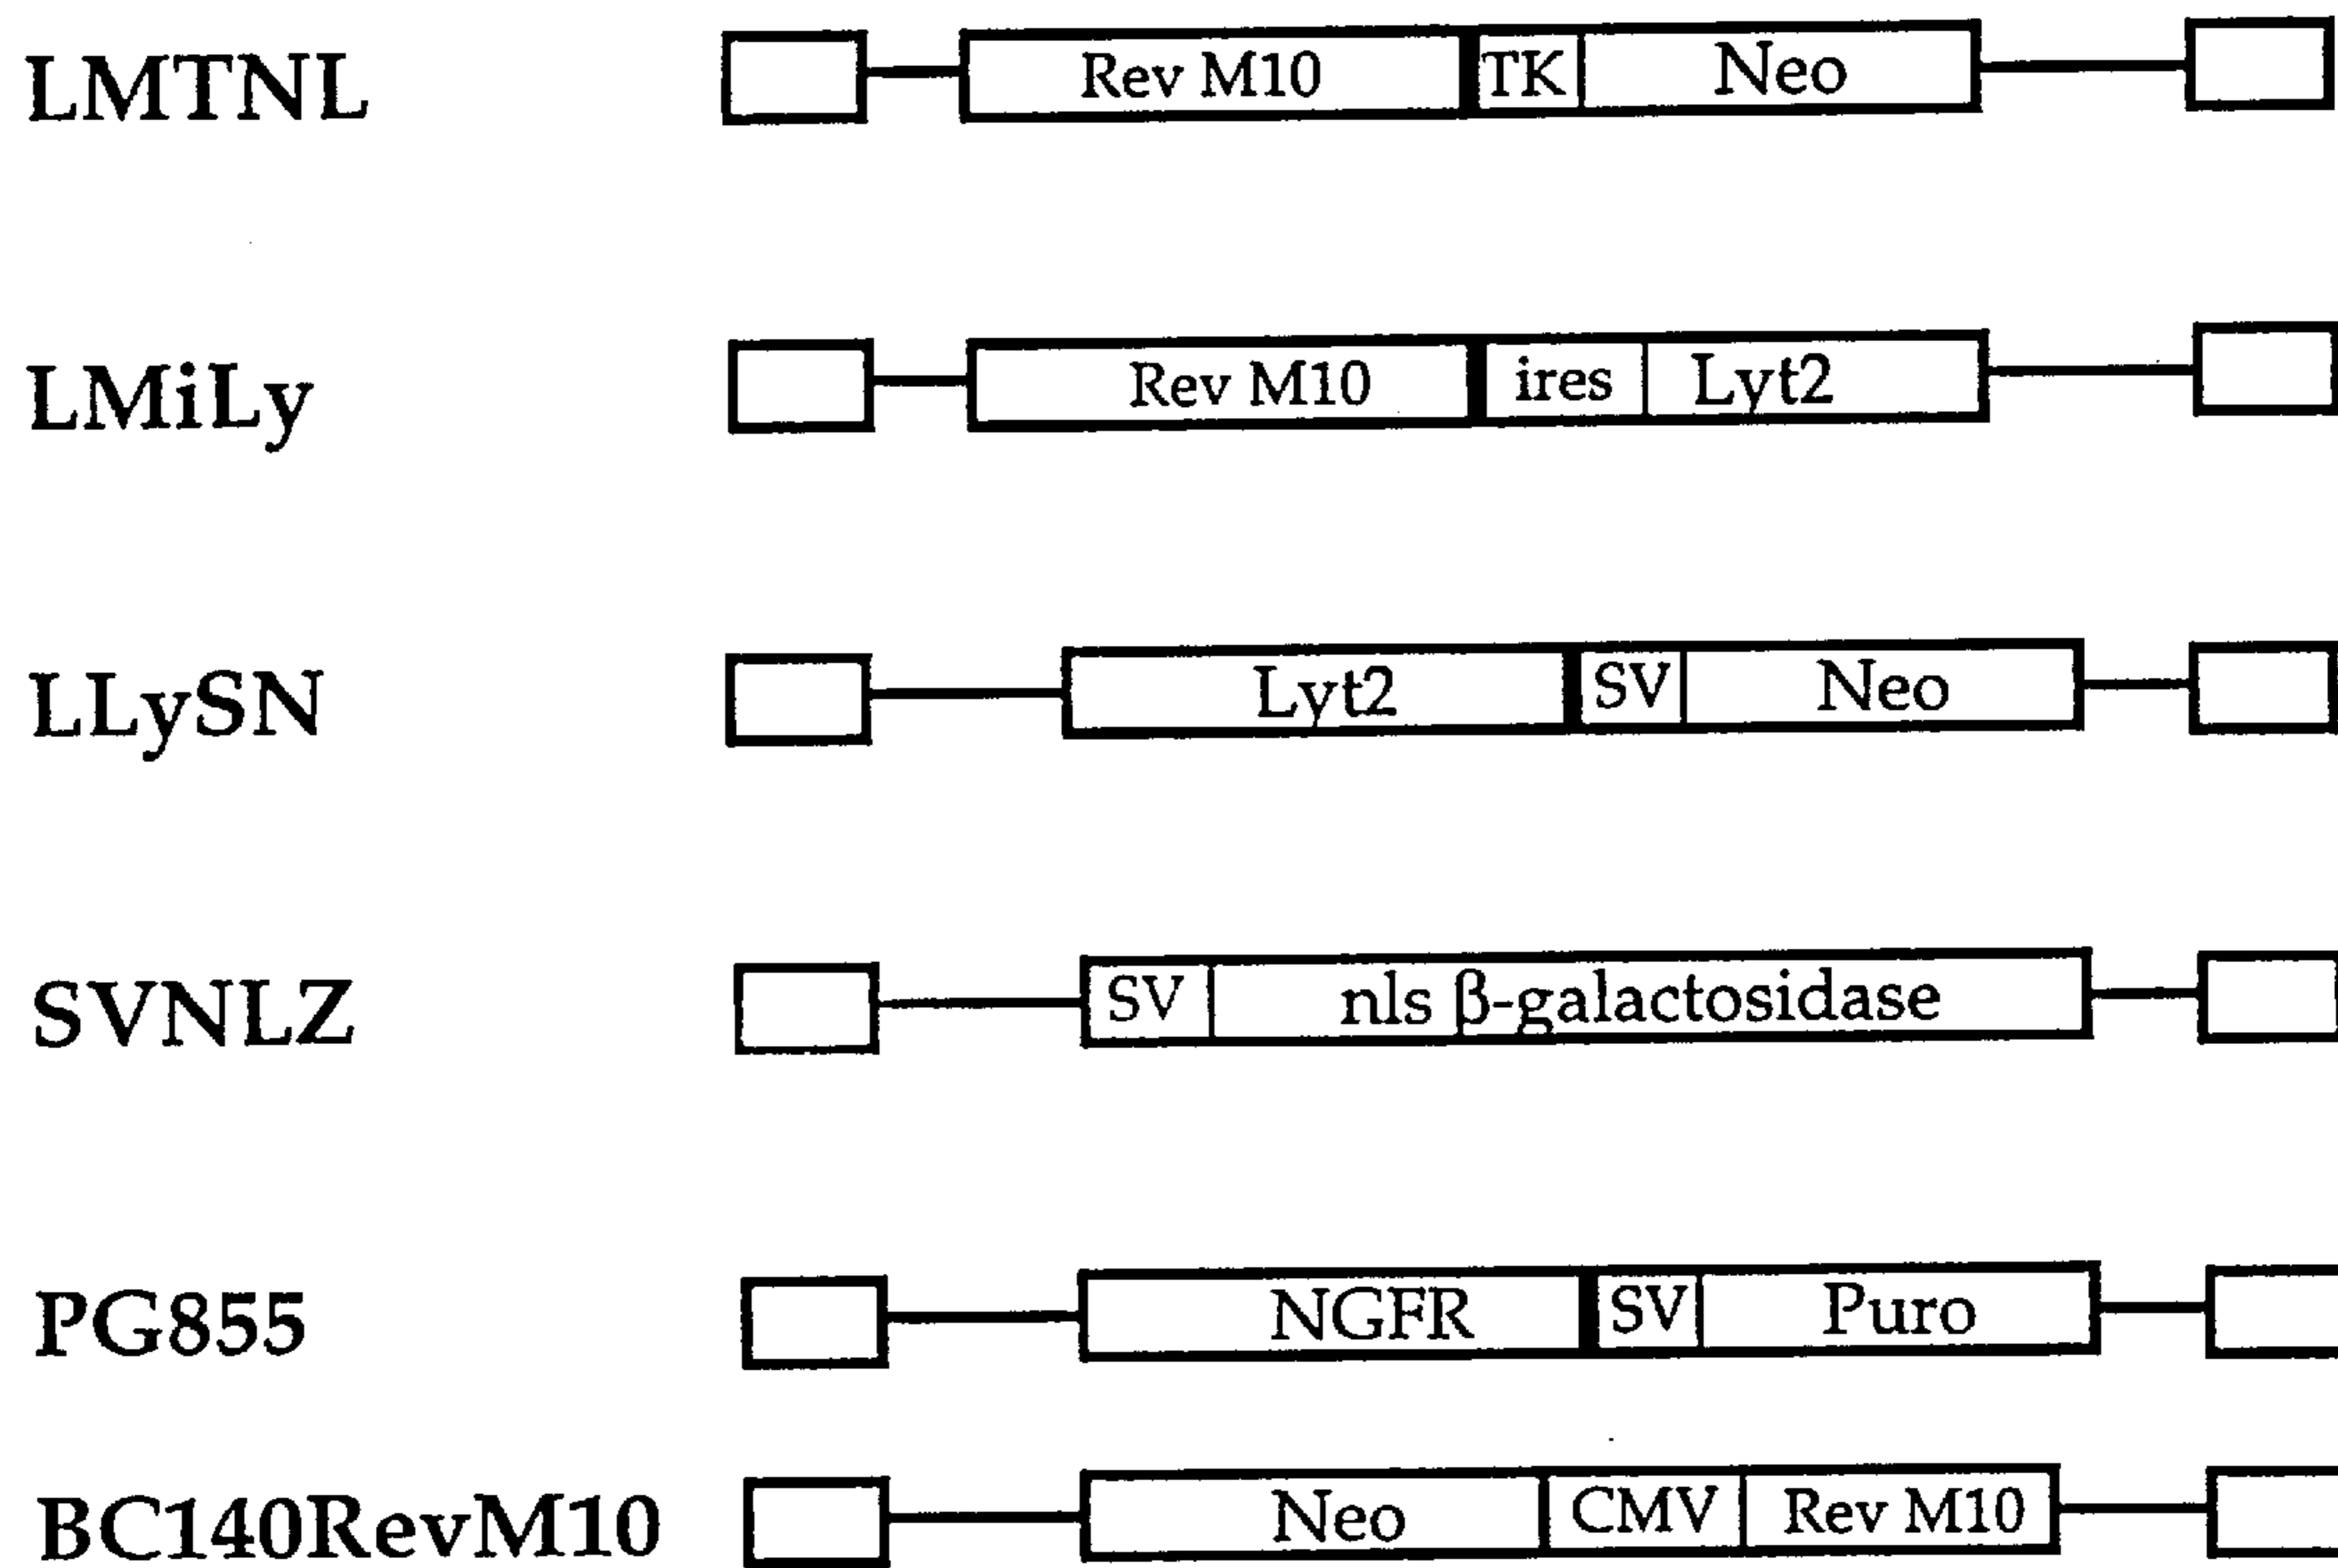 LMTNL Rev M10 TK Neo
LMiLy Rev M10 ires Lyt2
LLySN Lyt2 SV Neo
SVNLZ SV nls β-galactosidase
PG855 NGFR SV Puro
BC140RevM10 Neo CMV Rev M10